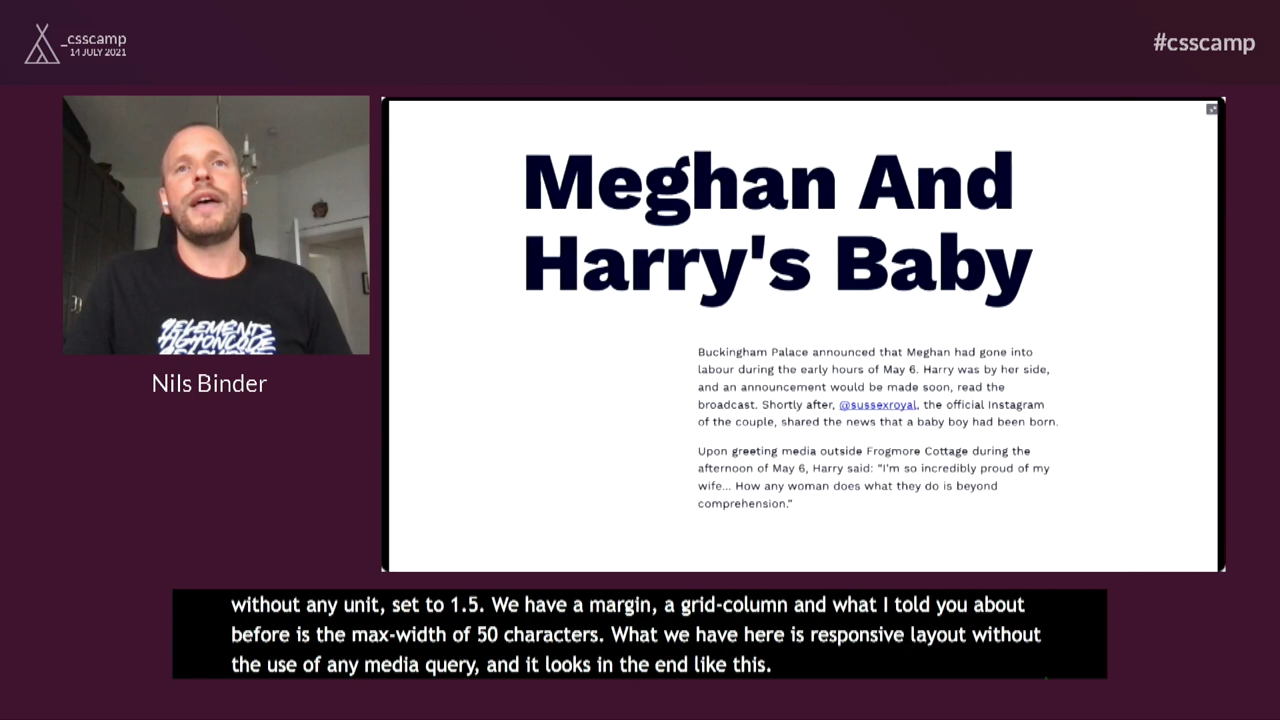 _csscamp
14 JULY 2021
#csscamp
Meghan And
Harry's Baby
Buckingham Palace announced that Meghan had gone into
labour during the early hours of May 6. Harry was by her side,
and an announcement would be made soon, read the
broadcast. Shortly after, @sussexroyal, the official Instagram
of the couple, shared the news that a baby boy had been born.
Upon greeting media outside Frogmore Cottage during the
afternoon of May 6, Harry said: “I'm so incredibly proud of my
wife… How any woman does what they do is beyond
comprehension.”
9ELEMENTS
Nils Binder
without any unit, set to 1.5. We have a margin, a grid-column and what I told you about
before is the max-width of 50 characters. What we have here is responsive layout without
the use of any media query, and it looks in the end like this.